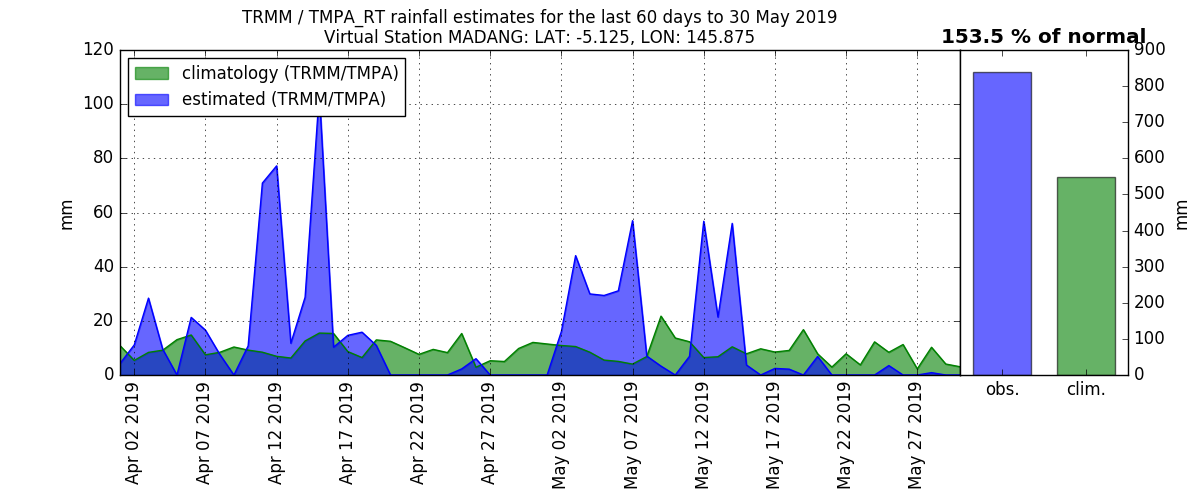 TRMM / TMPA_RT rainfall estimates for the last 60 days to 30 May 2019
Virtual Station MADANG: LAT: -5.125, LON: 145.875
153.5 % of normal
climatology (TRMM/TMPA)
estimated (TRMM/TMPA)
mm
120
100
80
60
40
20
0
Apr 02 2019
Apr 07 2019
Apr 12 2019
Apr 17 2019
Apr 22 2019
Apr 27 2019
May 02 2019
May 07 2019
May 12 2019
May 17 2019
May 22 2019
May 27 2019
obs.
clim.
900
800
700
600
500
400
300
200
100
0
mm